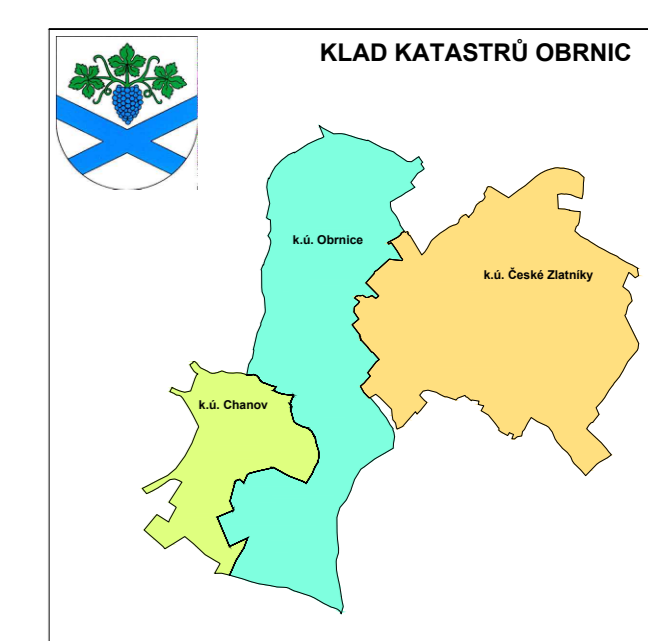 KLAD KATASTRŮ OBRNIC
k.ú. Obrnice
k.ú. České Zlatníky
k.ú. Chanov